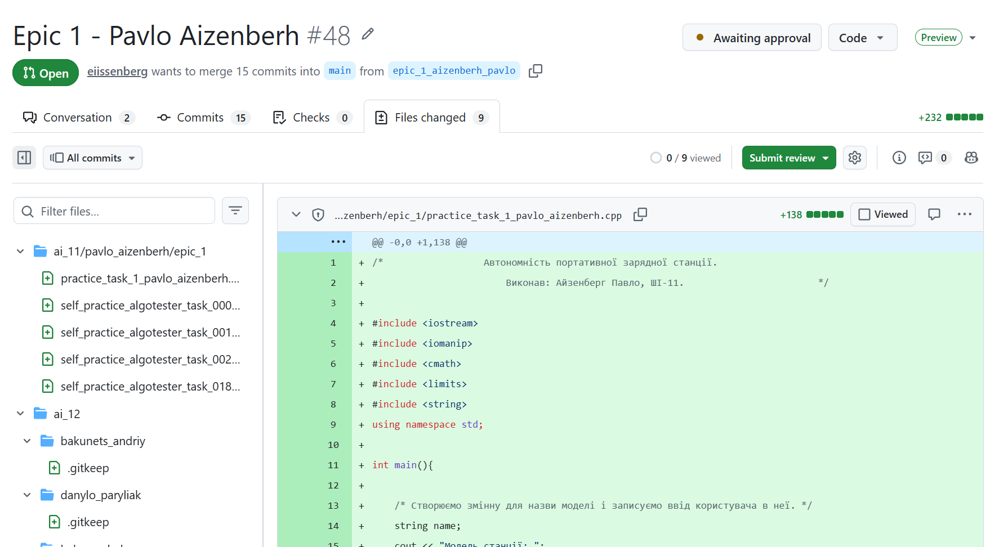 Epic 1 - Pavlo Aizenberh #48
Awaiting approval
Code
Preview
Open
eiissenberg wants to merge 15 commits into main from epic_1_aizenberh_pavlo
Conversation 2
Commits 15
Checks 0
Files changed 9
+232
All commits
0 / 9 viewed
Submit review
0
Filter files...
ai_11/pavlo_aizenberh/epic_1
practice_task_1_pavlo_aizenberh....
self_practice_algotester_task_000...
self_practice_algotester_task_001...
self_practice_algotester_task_002...
self_practice_algotester_task_018...
ai_12
bakunets_andriy
.gitkeep
danylo_paryliak
.gitkeep
...zenberh/epic_1/practice_task_1_pavlo_aizenberh.cpp
+138
Viewed
@@ -0,0 +1,138 @@
1 + /* Автономність портативної зарядної станції.
2 + Виконав: Айзенберг Павло, ШІ-11. */
3 +
4 + #include <iostream>
5 + #include <iomanip>
6 + #include <cmath>
7 + #include <limits>
8 + #include <string>
9 + using namespace std;
10 +
11 + int main(){
12 +
13 + /* Створюємо змінну для назви моделі і записуємо ввід користувача в неї. */
14 + string name;
15 + cout << "Модель станції: ";